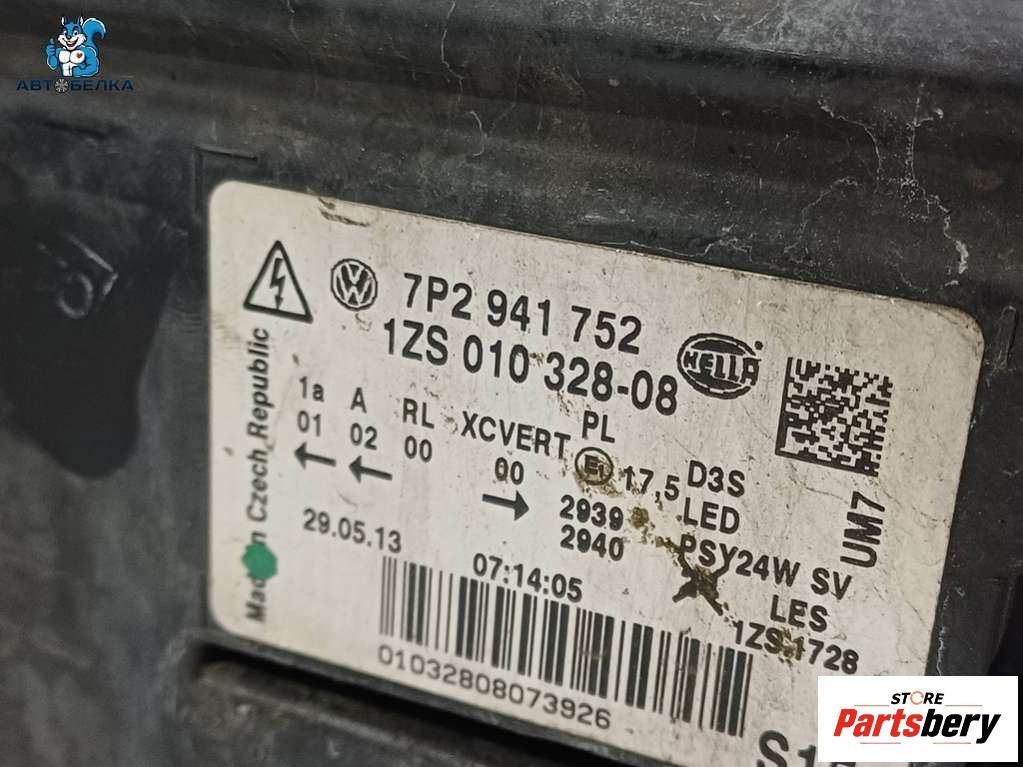 АВТОБЕЛКА
7P2 941 752
1ZS 010 328-08
HELLA
Made in Czech Republic
1a A RL XCVERT PL
01 02 00 00 E1 17,5 D3S
2939 LED
2940 PSY24W SV
LES
1ZS 1728
UM7
29.05.13 07:14:05
01032808073926
STORE
Partsbery